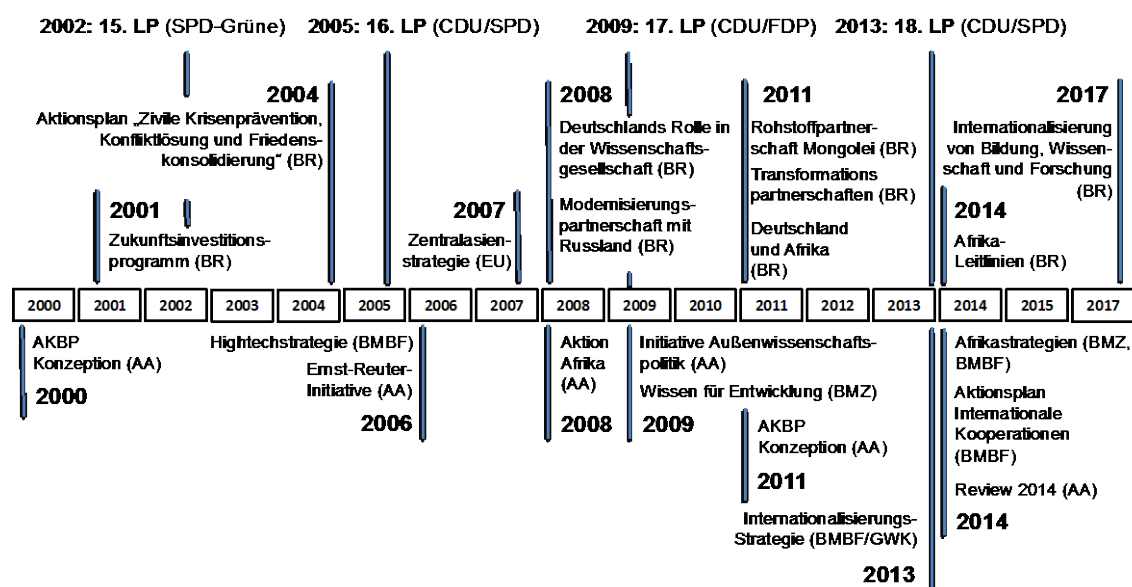 2002: 15. LP (SPD-Grüne)
2005: 16. LP (CDU/SPD)
2009: 17. LP (CDU/FDP)
2013: 18. LP (CDU/SPD)
2004
Aktionsplan „Zivile Krisenprävention,
Konfliktlösung und Friedens-
konsolidierung“ (BR)
2001
Zukunftsinvestitions-
programm (BR)
2007
Zentralasien-
strategie (EU)
2008
Deutschlands Rolle in
der Wissenschafts-
gesellschaft (BR)
Modernisierungs-
partnerschaft mit
Russland (BR)
2011
Rohstoffpartner-
schaft Mongolei (BR)
Transformations
partnerschaften (BR)
Deutschland
und Afrika
(BR)
2017
Internationalisierung
von Bildung, Wissen-
schaft und Forschung
(BR)
2014
Afrika-
Leitlinien (BR)
2000 2001 2002 2003 2004 2005 2006 2007 2008 2009 2010 2011 2012 2013 2014 2015 2017
AKBP
Konzeption (AA)
2000
Hightechstrategie (BMBF)
Ernst-Reuter-
Initiative (AA)
2006
Aktion
Afrika
(AA)
2008
Initiative Außenwissenschafts-
politik (AA)
Wissen für Entwicklung (BMZ)
2009
AKBP
Konzeption (AA)
2011
Internationalisierungs-
Strategie (BMBF/GWK)
2013
Afrikastrategien (BMZ,
BMBF)
Aktionsplan
Internationale
Kooperationen
(BMBF)
Review 2014 (AA)
2014